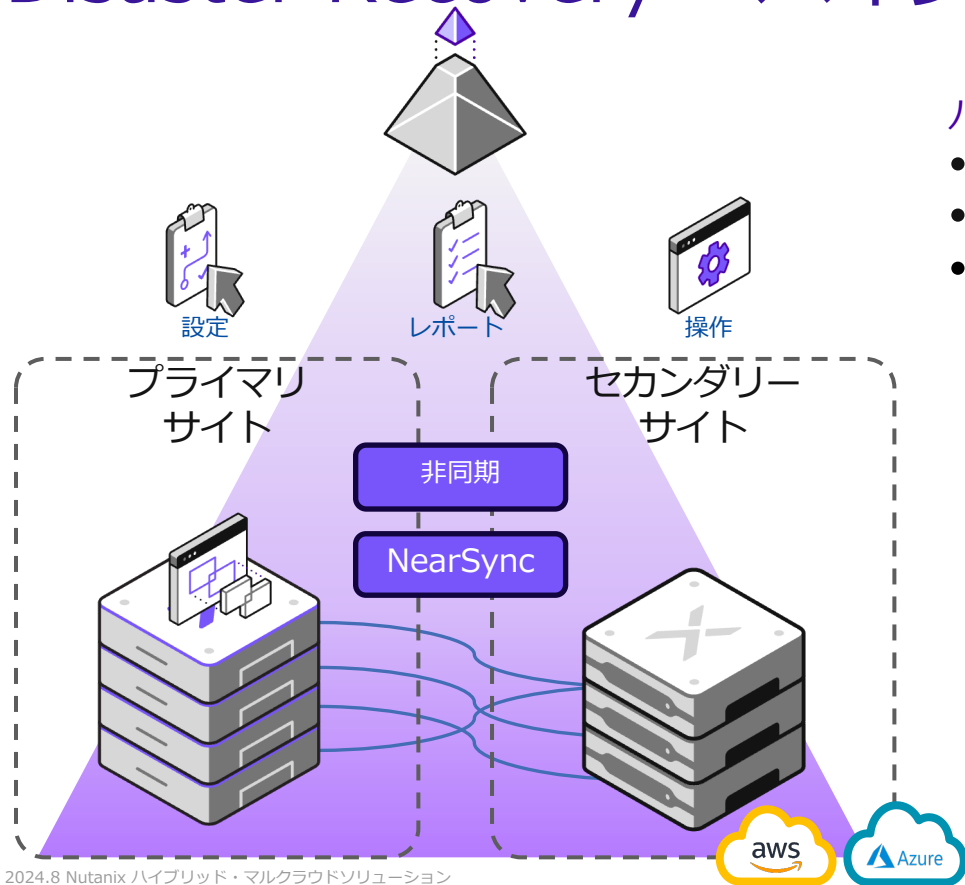 Disaster Recovery
設定
レポート
操作
プライマリ
サイト
セカンダリー
サイト
非同期
NearSync
aws
Azure
2024.8 Nutanix ハイブリッド・マルクラウドソリューション